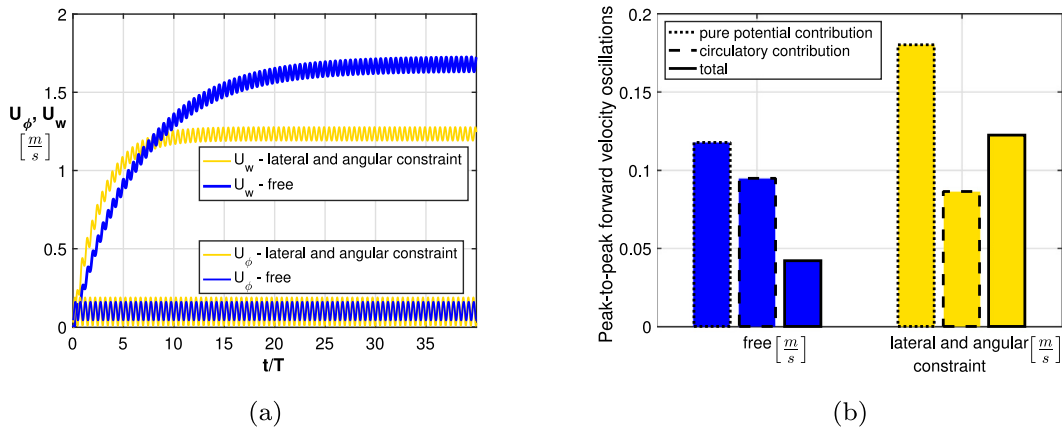 2
1.5
1
0.5
0
U_ϕ, U_w
[m/s]
U_w - lateral and angular constraint
U_w - free
U_ϕ - lateral and angular constraint
U_ϕ - free
0 5 10 15 20 25 30 35
t/T
(a)
Peak-to-peak forward velocity oscillations
0.2
0.15
0.1
0.05
0
pure potential contribution
circulatory contribution
total
free[m/s]
lateral and angular[m/s]
constraint
(b)